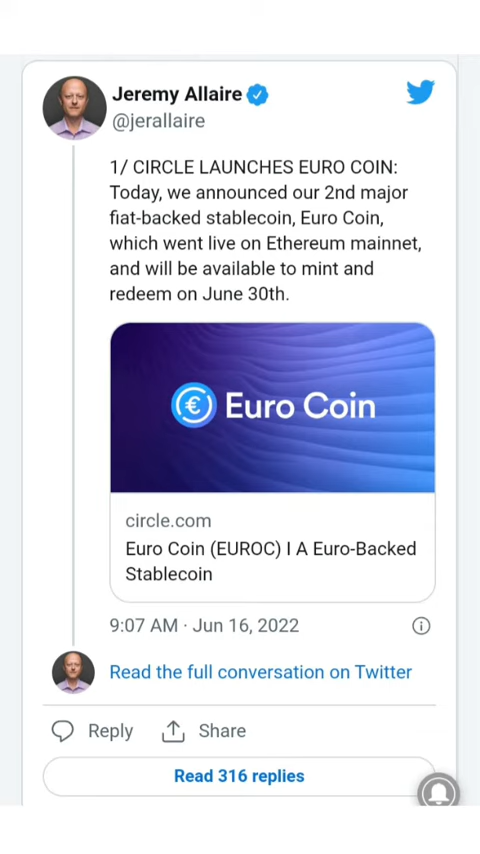 Jeremy Allaire
@jerallaire
1/ CIRCLE LAUNCHES EURO COIN:
Today, we announced our 2nd major
fiat-backed stablecoin, Euro Coin,
which went live on Ethereum mainnet,
and will be available to mint and
redeem on June 30th.
€ Euro Coin
circle.com
Euro Coin (EUROC) I A Euro-Backed
Stablecoin
9:07 AM · Jun 16, 2022
Read the full conversation on Twitter
Reply Share
Read 316 replies